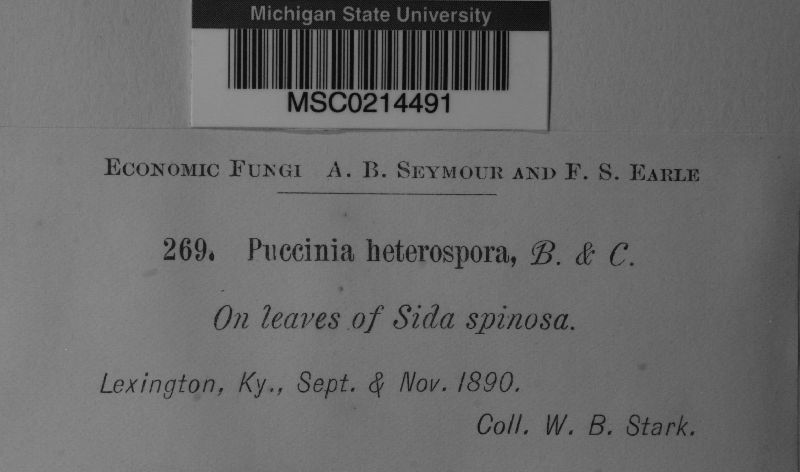 Michigan State University
MSC0214491
Economic Fungi A. B. Seymour and F. S. Earle
269. Puccinia heterospora, B. & C.
On leaves of Sida spinosa.
Lexington, Ky., Sept. & Nov. 1890.
Coll. W. B. Stark.